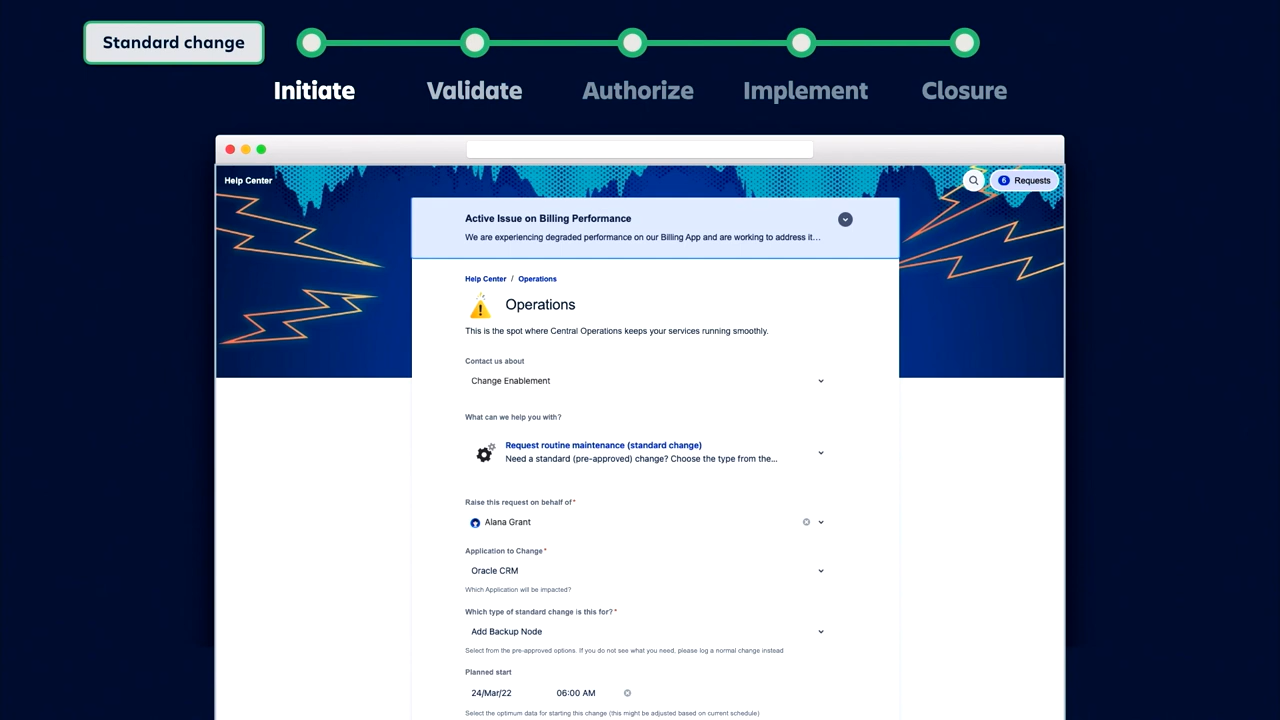 Standard change
Initiate
Validate
Authorize
Implement
Closure
Help Center
6 Requests
Active Issue on Billing Performance
We are experiencing degraded performance on our Billing App and are working to address it…
Help Center / Operations
Operations
This is the spot where Central Operations keeps your services running smoothly.
Contact us about
Change Enablement
What can we help you with?
Request routine maintenance (standard change)
Need a standard (pre-approved) change? Choose the type from the...
Raise this request on behalf of*
Alana Grant
Application to Change*
Oracle CRM
Which Application will be impacted?
Which type of standard change is this for?*
Add Backup Node
Select from the pre-approved options. If you do not see what you need, please log a normal change instead
Planned start
24/Mar/22 06:00 AM
Select the optimum data for starting this change (this might be adjusted based on current schedule)